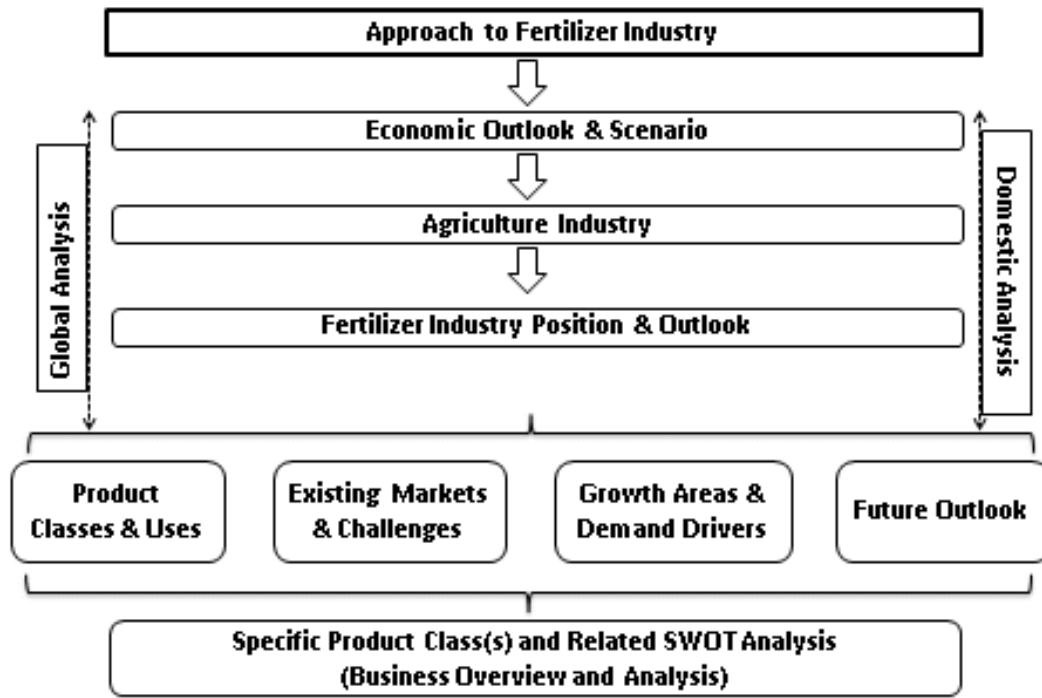 Approach to Fertilizer Industry
Economic Outlook & Scenario
Agriculture Industry
Fertilizer Industry Position & Outlook
Global Analysis
Domestic Analysis
Product
Classes & Uses
Existing Markets
& Challenges
Growth Areas &
Demand Drivers
Future Outlook
Specific Product Class(s) and Related SWOT Analysis
(Business Overview and Analysis)